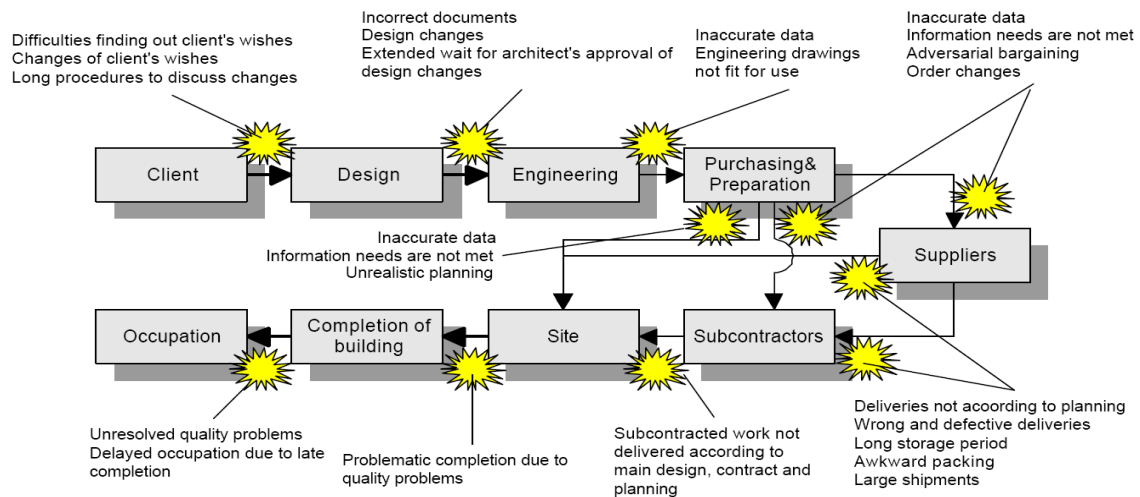 Difficulties finding out client's wishes
Changes of client's wishes
Long procedures to discuss changes
Incorrect documents
Design changes
Extended wait for architect's approval of
design changes
Inaccurate data
Engineering drawings
not fit for use
Inaccurate data
Information needs are not met
Adversarial bargaining
Order changes
Client
Design
Engineering
Purchasing&
Preparation
Inaccurate data
Information needs are not met
Unrealistic planning
Suppliers
Occupation
Completion of
building
Site
Subcontractors
Unresolved quality problems
Delayed occupation due to late
completion
Problematic completion due to
quality problems
Subcontracted work not
delivered according to
main design, contract and
planning
Deliveries not acoording to planning
Wrong and defective deliveries
Long storage period
Awkward packing
Large shipments